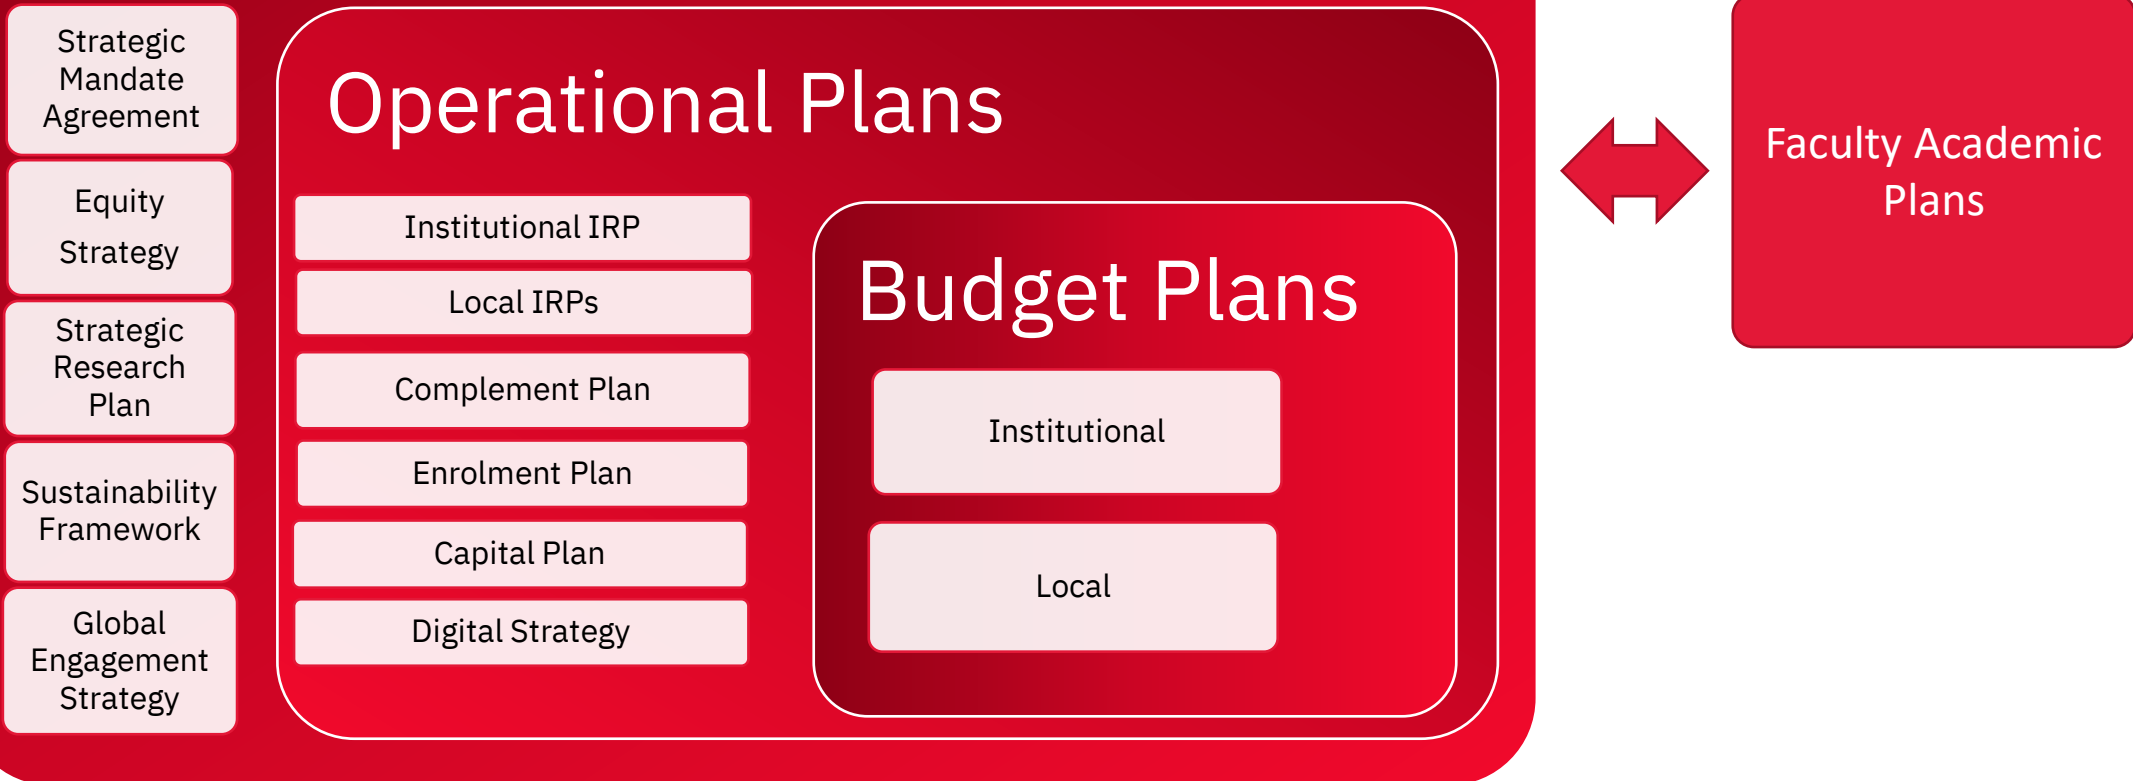 Strategic
Mandate
Agreement
Equity
Strategy
Strategic
Research
Plan
Sustainability
Framework
Global
Engagement
Strategy
Operational Plans
Institutional IRP
Local IRPs
Complement Plan
Enrolment Plan
Capital Plan
Digital Strategy
Budget Plans
Institutional
Local
Faculty Academic
Plans